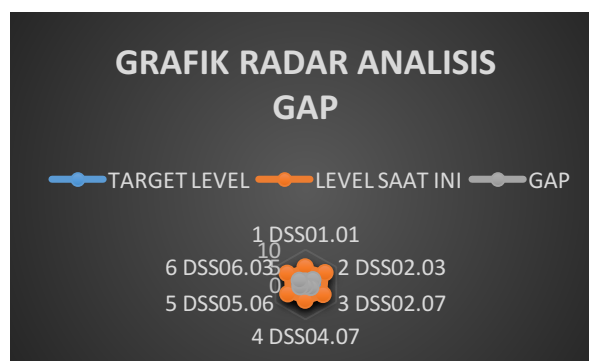 GRAFIK RADAR ANALISIS
GAP
TARGET LEVEL LEVEL SAAT INI GAP
1 DSS01.01
10
6 DSS06.03 5 2 DSS02.03
0
5 DSS05.06 3 DSS02.07
4 DSS04.07